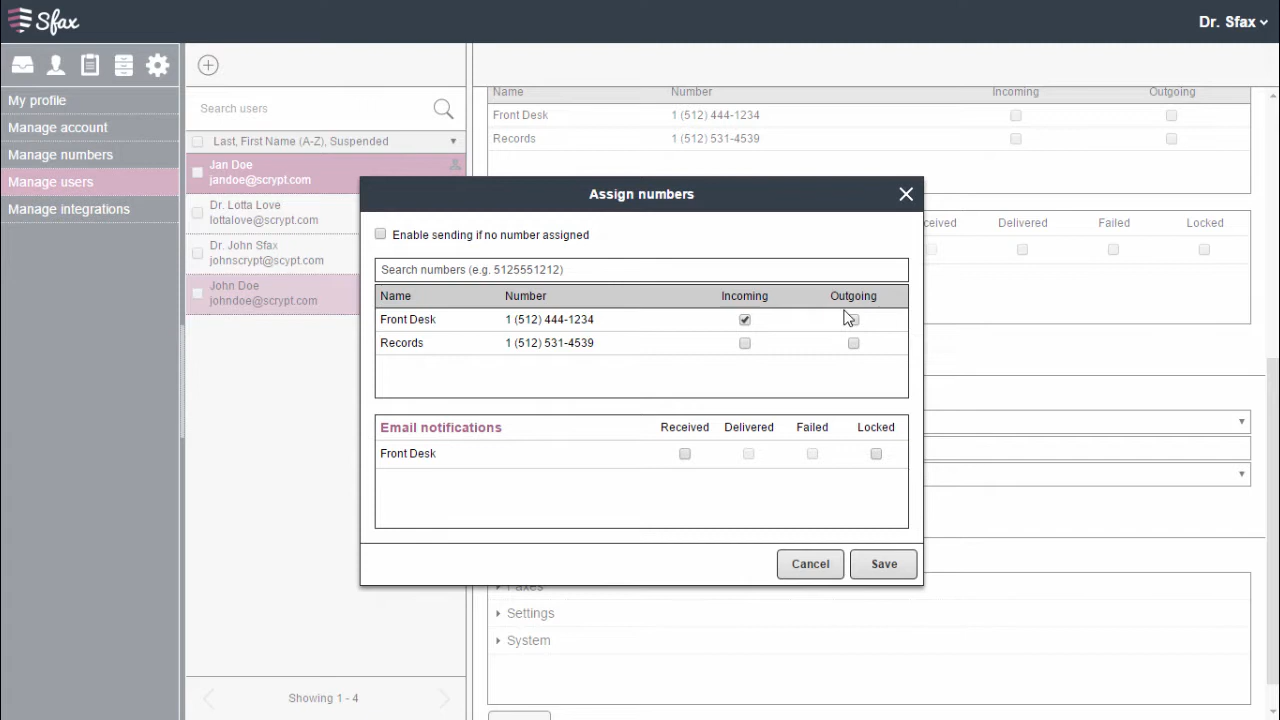 Sfax
Dr. Sfax
My profile
Manage account
Manage numbers
Manage users
Manage integrations
Search users
Last, First Name (A-Z), Suspended
Jan Doe
jandoe@scrypt.com
Dr. Lotta Love
lottalove@scrypt.com
Dr. John Sfax
johnscrypt@scypt.com
John Doe
johndoe@scrypt.com
Showing 1 - 4
Name Number Incoming Outgoing
Front Desk 1 (512) 444-1234
Records 1 (512) 531-4539
Delivered Failed Locked
Assign numbers
Enable sending if no number assigned
Search numbers (e.g. 5125551212)
Name Number Incoming Outgoing
Front Desk 1 (512) 444-1234
Records 1 (512) 531-4539
Email notifications Received Delivered Failed Locked
Front Desk
Cancel Save
Settings
System